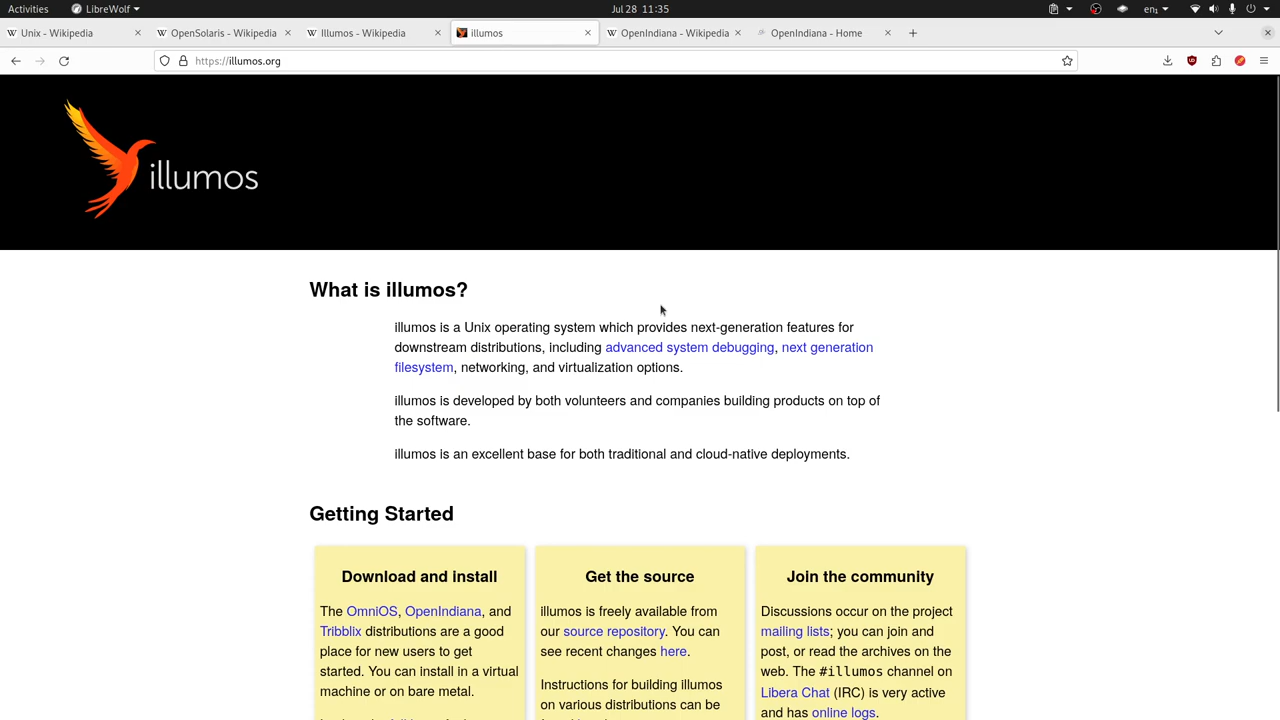 Activities LibreWolf Jul 28 11:35 en₁
Unix - Wikipedia OpenSolaris - Wikipedia Illumos - Wikipedia illumos OpenIndiana - Wikipedia OpenIndiana - Home
https://illumos.org
illumos
What is illumos?
illumos is a Unix operating system which provides next-generation features for
downstream distributions, including advanced system debugging, next generation
filesystem, networking, and virtualization options.
illumos is developed by both volunteers and companies building products on top of
the software.
illumos is an excellent base for both traditional and cloud-native deployments.
Getting Started
Download and install
The OmniOS, OpenIndiana, and
Tribblix distributions are a good
place for new users to get
started. You can install in a virtual
machine or on bare metal.
Get the source
illumos is freely available from
our source repository. You can
see recent changes here.
Instructions for building illumos
on various distributions can be
Join the community
Discussions occur on the project
mailing lists; you can join and
post, or read the archives on the
web. The #illumos channel on
Libera Chat (IRC) is very active
and has online logs.